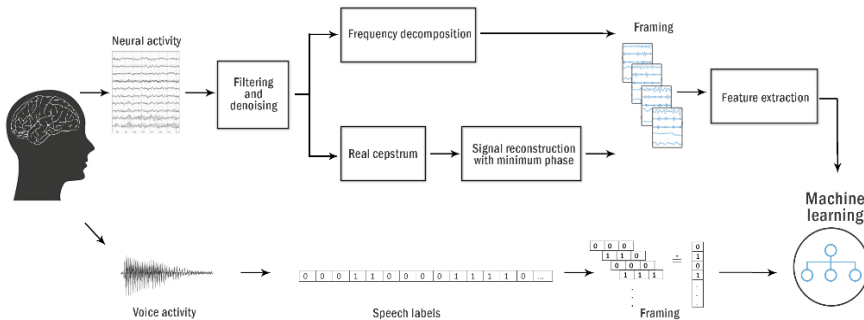 Neural activity
Filtering
and
denoising
Frequency decomposition
Framing
Feature extraction
Real cepstrum
Signal reconstruction
with minimum phase
Machine
learning
0 0 0 1 1 0 0 0 0 1 1 1 1 0 ...
0 0 0
1 1 0
0 0 0
1 1 1
0
1
0
1
Voice activity
Speech labels
Framing